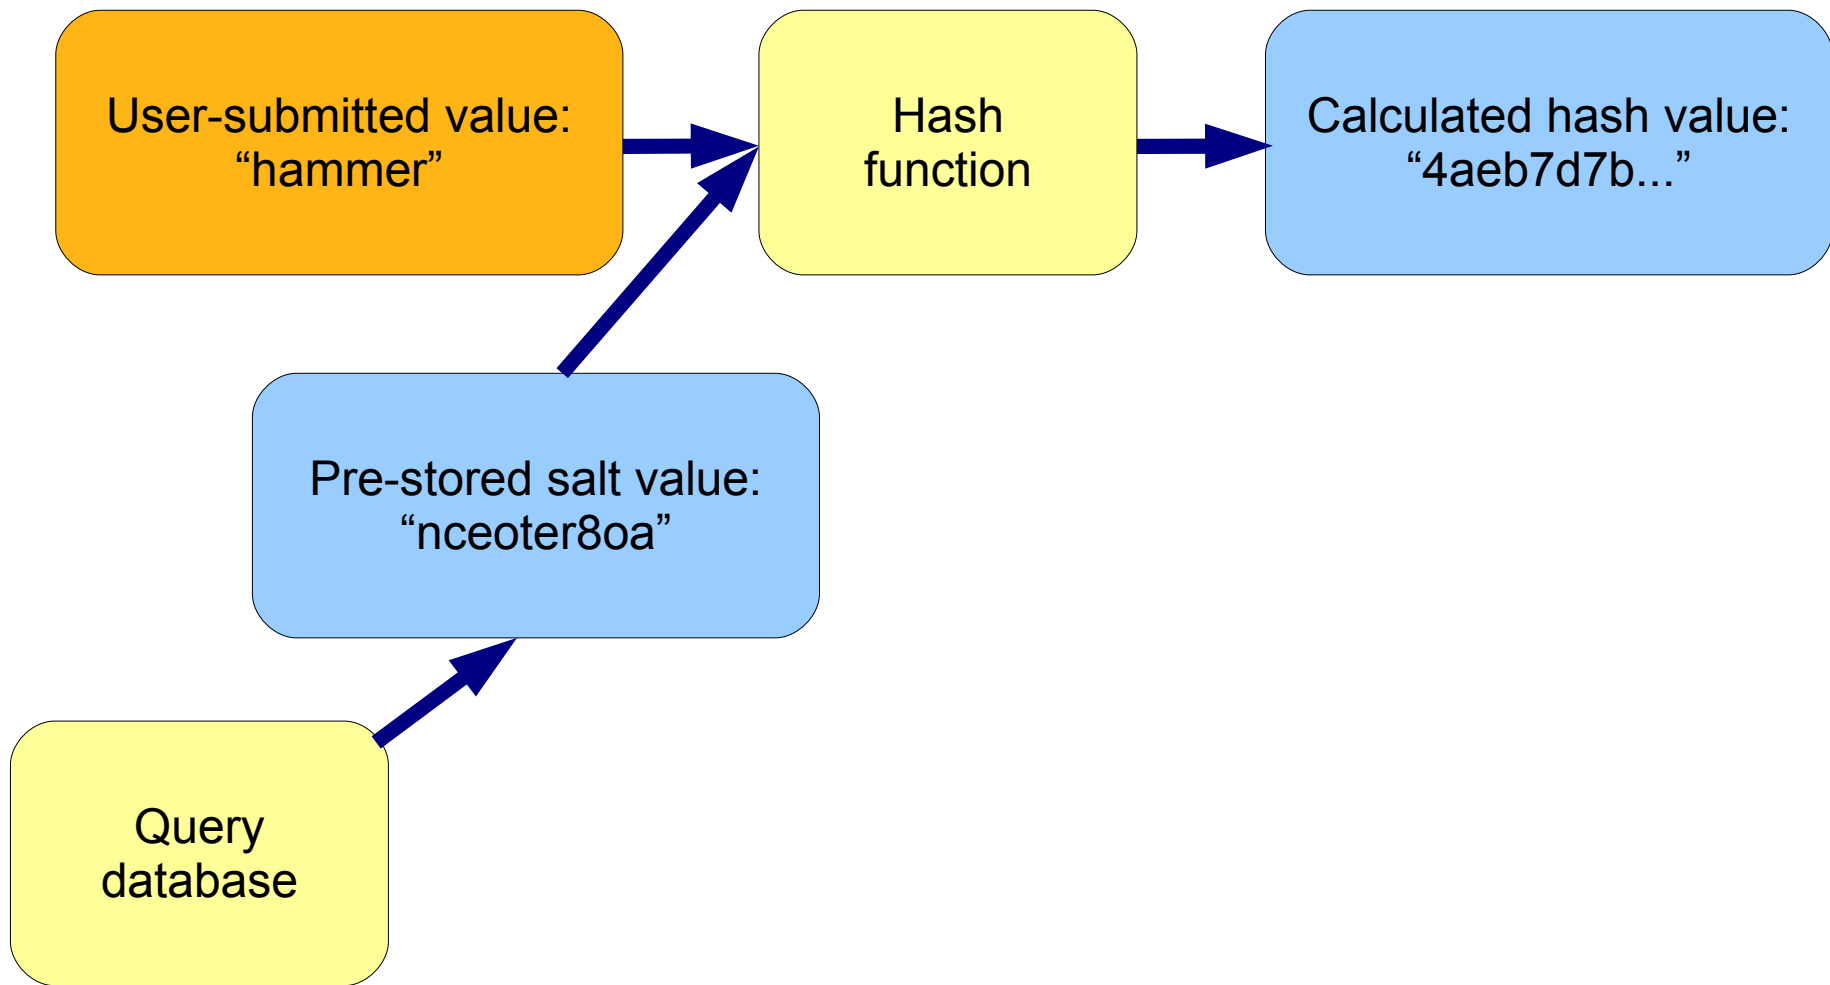 User-submitted value:
“hammer”
Hash
function
Calculated hash value:
“4aeb7d7b...”
Pre-stored salt value:
“nceoter8oa”
Query
database